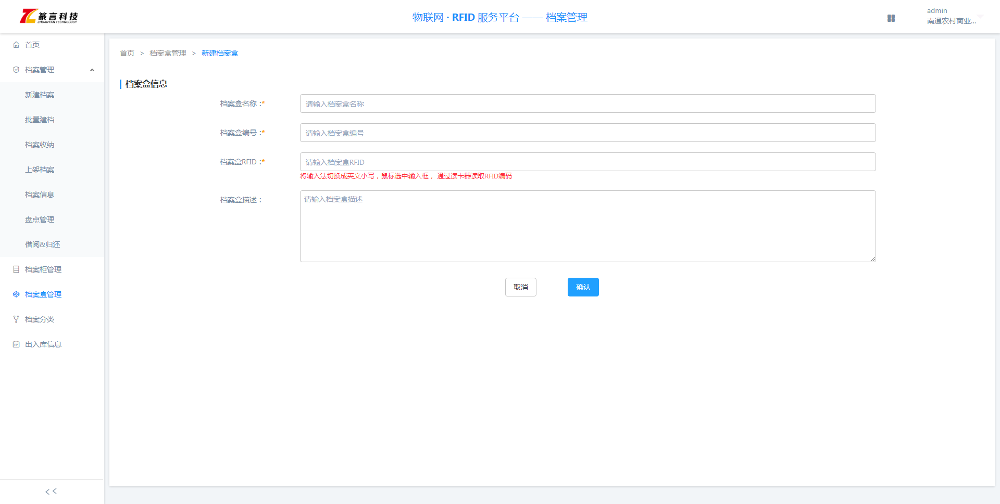 篆言科技
ZHUANYAN TECHNOLOGY
物联网 · RFID 服务平台 —— 档案管理
admin
南通农村商业...
首页
档案管理
新建档案
批量建档
档案收纳
上架档案
档案信息
盘点管理
借阅&归还
档案柜管理
档案盒管理
档案分类
出入库信息
<<
首页 > 档案盒管理 > 新建档案盒
档案盒信息
档案盒名称：* 请输入档案盒名称
档案盒编号：* 请输入档案盒编号
档案盒RFID：* 请输入档案盒RFID
将输入法切换成英文小写，鼠标选中输入框， 通过读卡器读取RFID编码
档案盒描述： 请输入档案盒描述
取消 确认